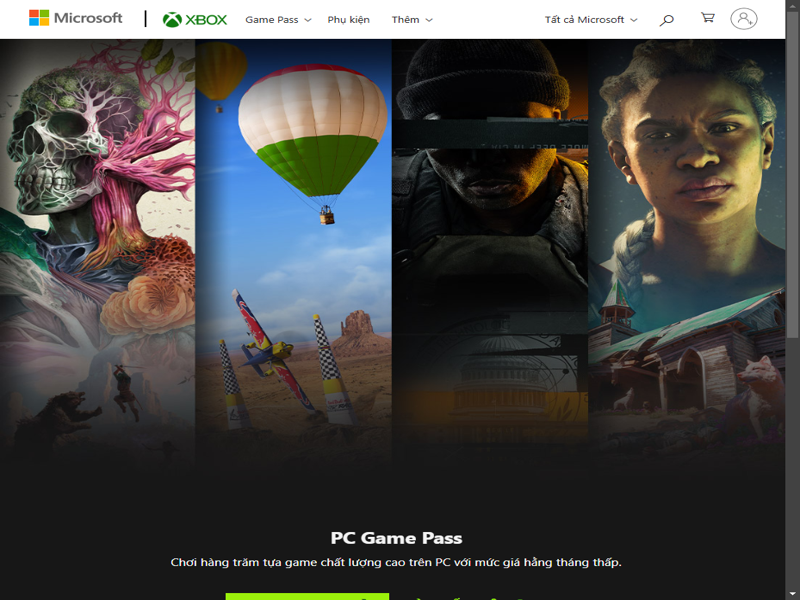 Microsoft
XBOX
Game Pass
Phụ kiện
Thêm
Tất cả Microsoft
PC Game Pass
Chơi hàng trăm tựa game chất lượng cao trên PC với mức giá hằng tháng thấp.